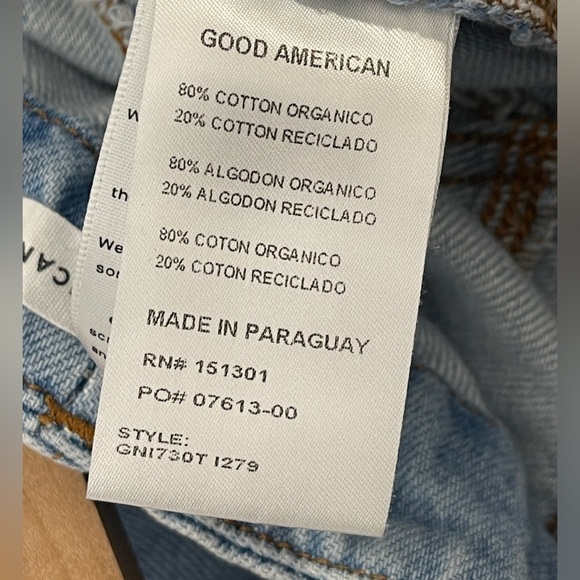 GOOD AMERICAN
80% COTTON ORGANICO
20% COTTON RECICLADO
80% ALGODON ORGANICO
20% ALGODON RECICLADO
80% COTON ORGANICO
20% COTON RECICLADO
MADE IN PARAGUAY
RN# 151301
PO# 07613-00
STYLE:
GNI730T I279